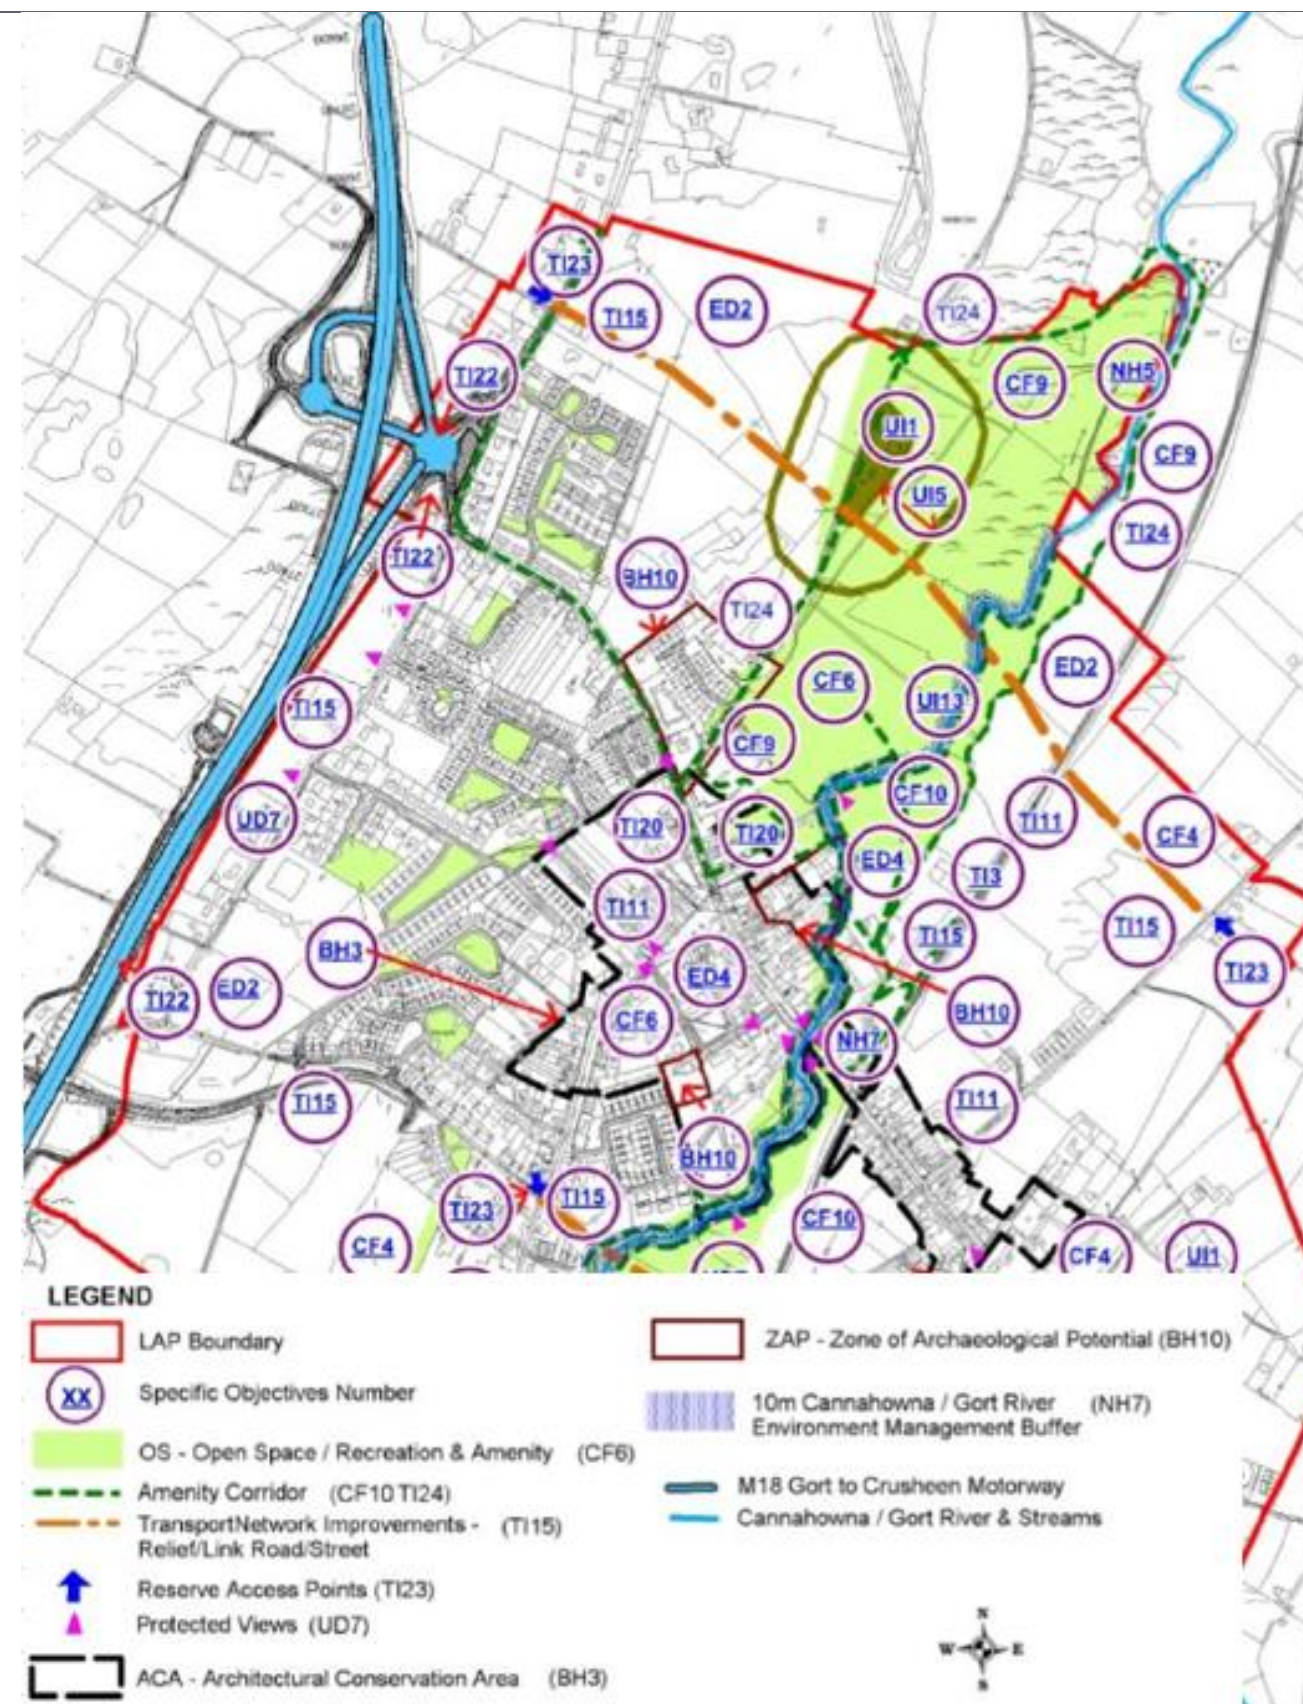 TI23
TI15
ED2
TI24
TI22
CF9
NH5
UI1
CF9
UI5
TI24
TI22
BH10
TI24
ED2
CF6
UI13
TI15
CF9
CF10
UD7
TI20
TI20
TI11
CF4
ED4
TI3
TI11
TI15
TI15
BH3
ED4
TI23
TI22
ED2
CF6
BH10
NH7
TI15
TI11
BH10
TI23
TI15
CF10
CF4
CF4
UI1
LEGEND
LAP Boundary
ZAP - Zone of Archaeological Potential (BH10)
XX
Specific Objectives Number
10m Cannahowna / Gort River (NH7)
Environment Management Buffer
OS - Open Space / Recreation & Amenity (CF6)
Amenity Corridor (CF10 TI24)
M18 Gort to Crusheen Motorway
TransportNetwork Improvements - (TI15)
Relief/Link Road/Street
Cannahowna / Gort River & Streams
Reserve Access Points (TI23)
Protected Views (UD7)
ACA - Architectural Conservation Area (BH3)
N
W E
S